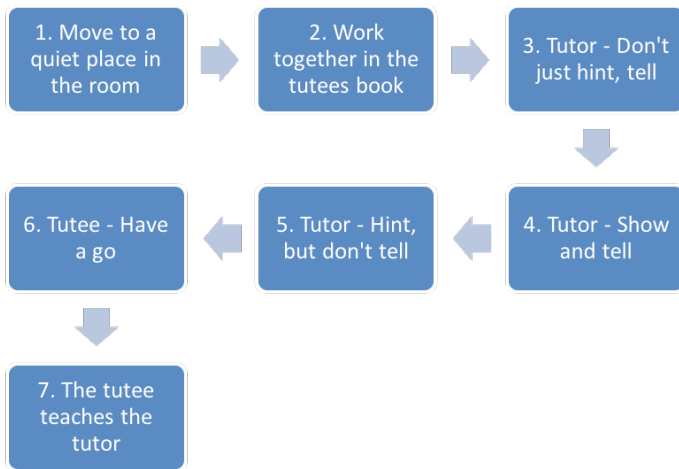 1. Move to a
quiet place in
the room
2. Work
together in the
tutees book
3. Tutor - Don't
just hint, tell
4. Tutor - Show
and tell
5. Tutor - Hint,
but don't tell
6. Tutee - Have
a go
7. The tutee
teaches the
tutor